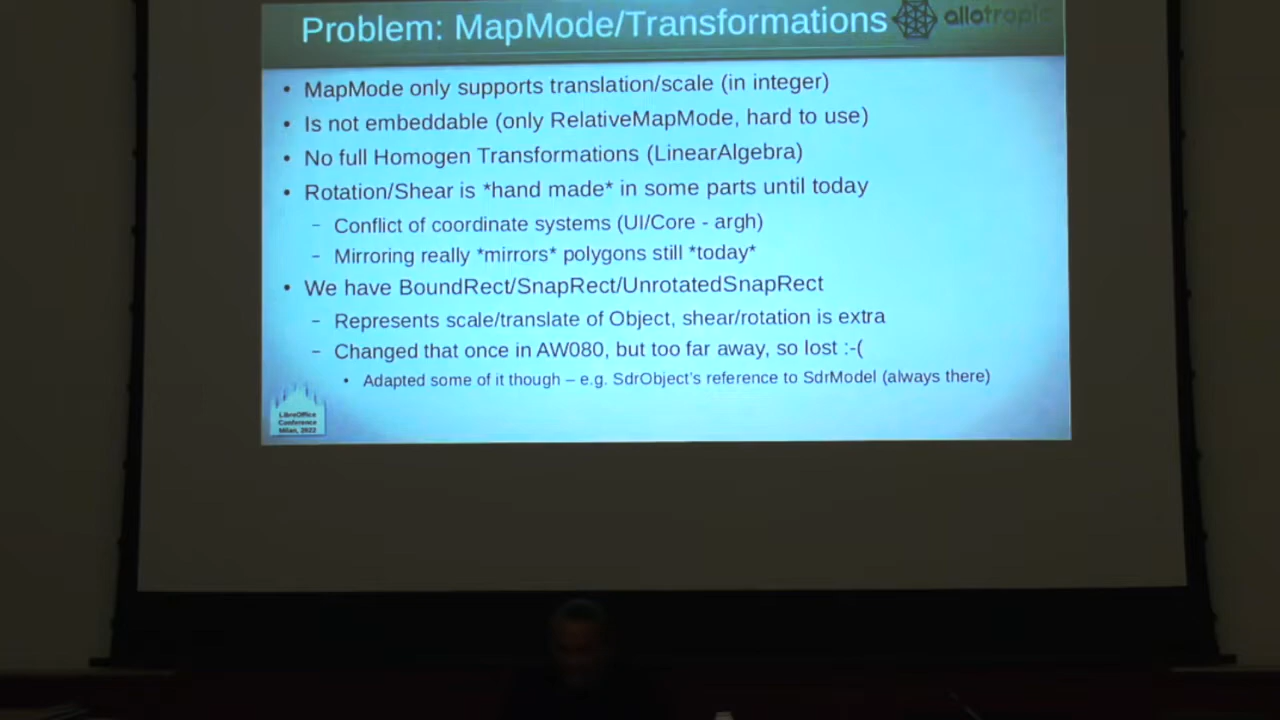 Problem: MapMode/Transformations
allotropia
• MapMode only supports translation/scale (in integer)
• Is not embeddable (only RelativeMapMode, hard to use)
• No full Homogen Transformations (LinearAlgebra)
• Rotation/Shear is *hand made* in some parts until today
– Conflict of coordinate systems (UI/Core - argh)
– Mirroring really *mirrors* polygons still *today*
• We have BoundRect/SnapRect/UnrotatedSnapRect
– Represents scale/translate of Object, shear/rotation is extra
– Changed that once in AW080, but too far away, so lost :-(
• Adapted some of it though – e.g. SdrObject's reference to SdrModel (always there)
LibreOffice
Conference
Milan, 2022